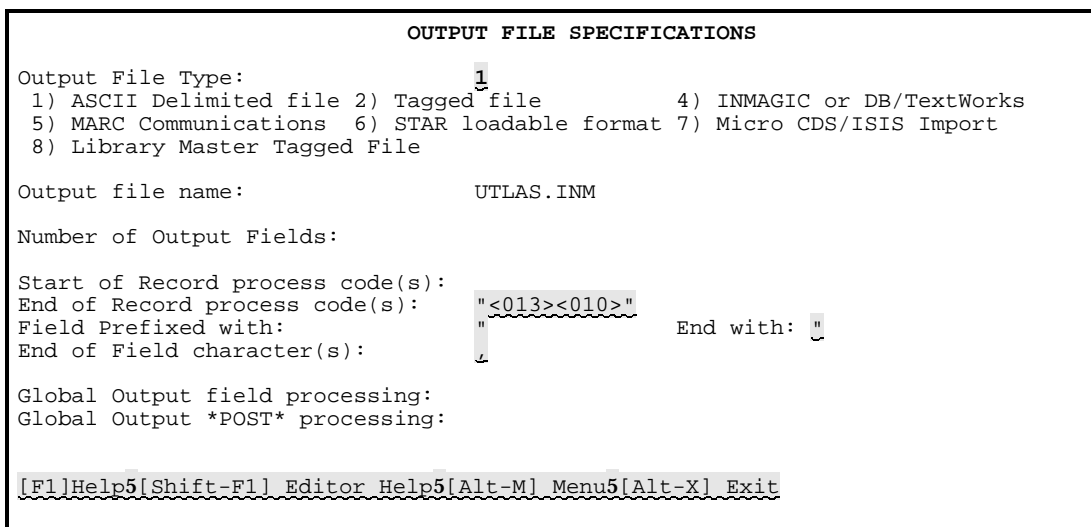 OUTPUT FILE SPECIFICATIONS
Output File Type: 1
1) ASCII Delimited file 2) Tagged file 4) INMAGIC or DB/TextWorks
5) MARC Communications 6) STAR loadable format 7) Micro CDS/ISIS Import
8) Library Master Tagged File
Output file name: UTLAS.INM
Number of Output Fields:
Start of Record process code(s):
End of Record process code(s): "<013><010>"
Field Prefixed with: " End with: "
End of Field character(s): ,
Global Output field processing:
Global Output *POST* processing:
[F1]Help5[Shift-F1] Editor Help5[Alt-M] Menu5[Alt-X] Exit